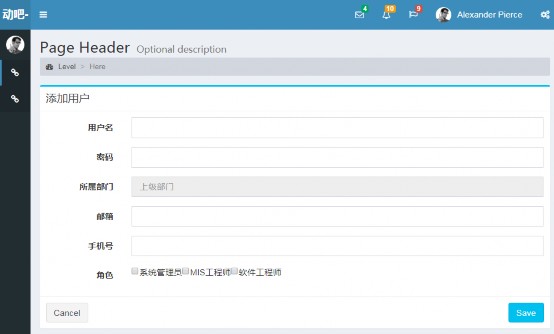 动吧-
4
10
9
Alexander Pierce
Page Header Optional description
Level > Here
添加用户
用户名
密码
所属部门 上级部门
邮箱
手机号
角色 系统管理员 MIS工程师 软件工程师
Cancel Save